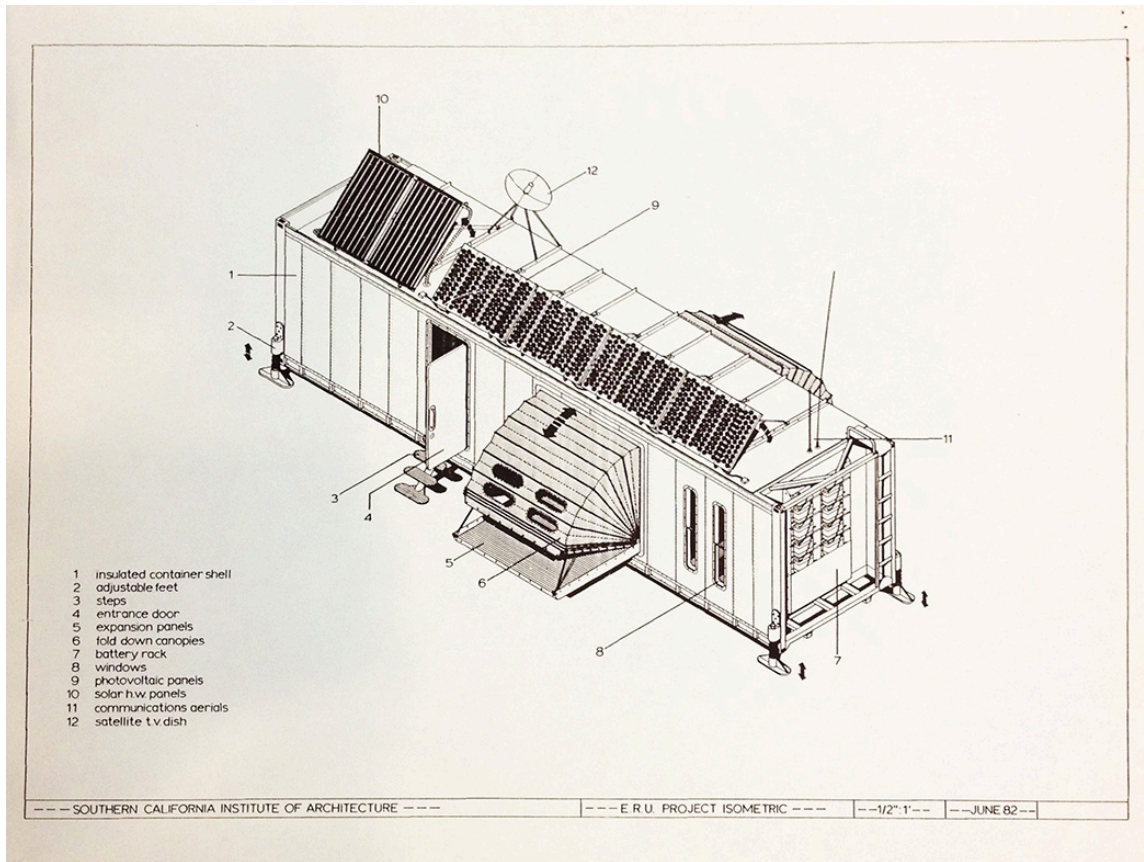 10
12
9
1
2
11
3
4
5
6
8
7
1 insulated container shell
2 adjustable feet
3 steps
4 entrance door
5 expansion panels
6 fold down canopies
7 battery rack
8 windows
9 photovoltaic panels
10 solar h.w. panels
11 communications aerials
12 satellite t.v. dish
--- SOUTHERN CALIFORNIA INSTITUTE OF ARCHITECTURE ---
--- E.R.U. PROJECT ISOMETRIC ---
--1/2":1'--
--JUNE 82--